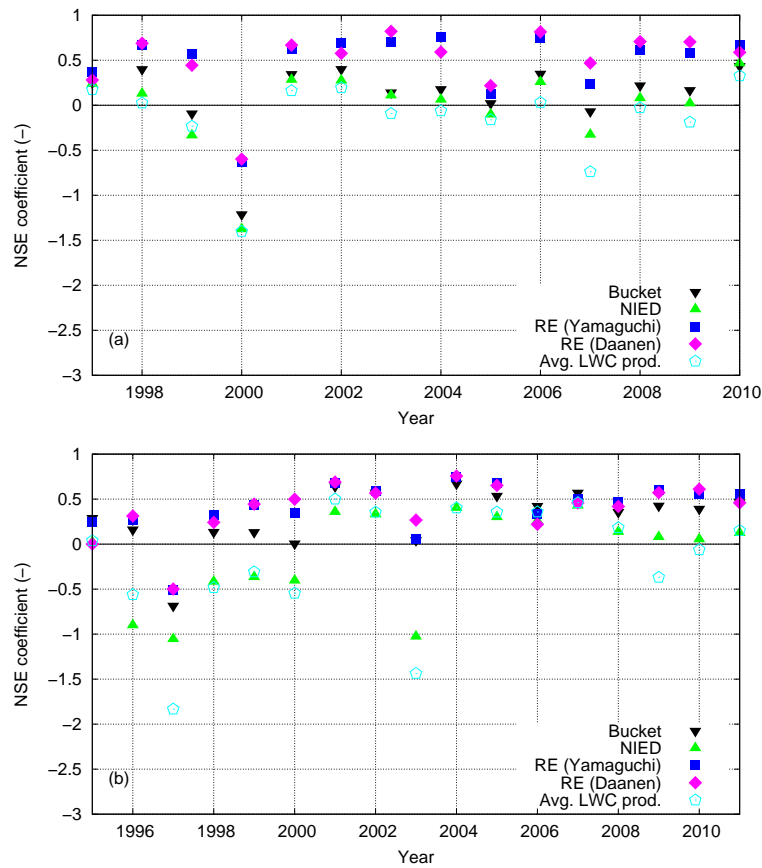 1
0.5
0
−0.5
−1
−1.5
−2
−2.5
−3
NSE coefficient (−)
(a)
Bucket
NIED
RE (Yamaguchi)
RE (Daanen)
Avg. LWC prod.
1998 2000 2002 2004 2006 2008 2010
Year
1
0.5
0
−0.5
−1
−1.5
−2
−2.5
−3
NSE coefficient (−)
(b)
Bucket
NIED
RE (Yamaguchi)
RE (Daanen)
Avg. LWC prod.
1996 1998 2000 2002 2004 2006 2008 2010
Year